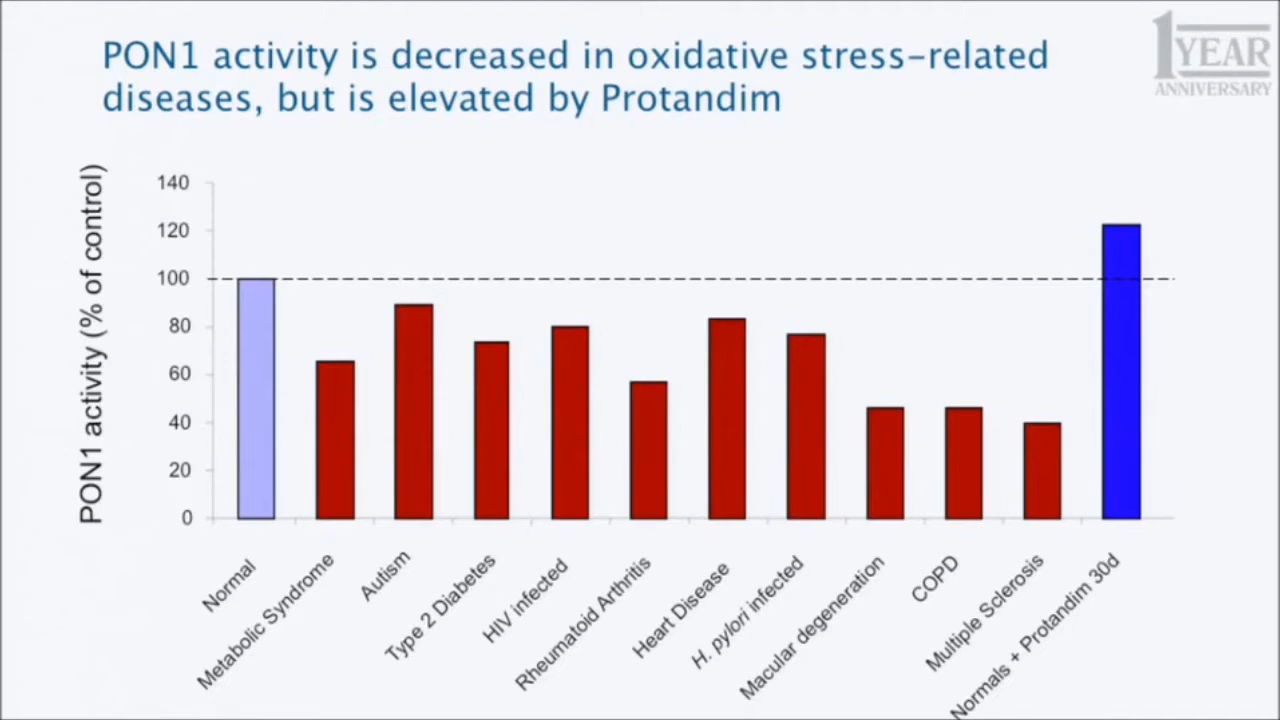 PON1 activity is decreased in oxidative stress-related
diseases, but is elevated by Protandim
1 YEAR
ANNIVERSARY
PON1 activity (% of control)
140
120
100
80
60
40
20
0
Normal
Metabolic Syndrome
Autism
Type 2 Diabetes
HIV infected
Rheumatoid Arthritis
Heart Disease
H. pylori infected
Macular degeneration
COPD
Multiple Sclerosis
Normals + Protandim 30d